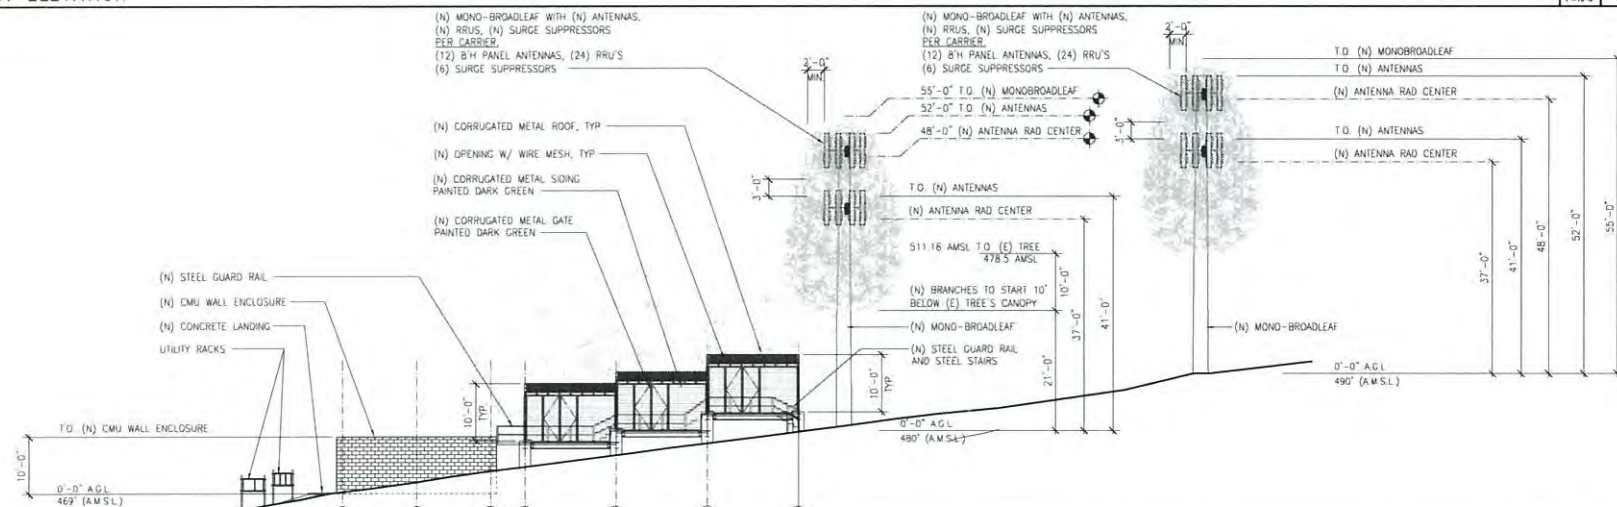 (N) MONO-BROADLEAF WITH (N) ANTENNAS,
(N) RRUS, (N) SURGE SUPPRESSORS
PER CARRIER,
(12) 8'H PANEL ANTENNAS, (24) RRU'S
(6) SURGE SUPPRESSORS
(N) MONO-BROADLEAF WITH (N) ANTENNAS,
(N) RRUS, (N) SURGE SUPPRESSORS
PER CARRIER,
(12) 8'H PANEL ANTENNAS, (24) RRU'S
(6) SURGE SUPPRESSORS
2'-0"
MIN
2'-0"
MIN
T.O. (N) MONOBROADLEAF
T.O. (N) ANTENNAS
(N) ANTENNA RAD CENTER
T.O. (N) ANTENNAS
(N) ANTENNA RAD CENTER
55'-0" T.O. (N) MONOBROADLEAF
52'-0" T.O. (N) ANTENNAS
48'-0" (N) ANTENNA RAD CENTER
3'-0"
(N) CORRUGATED METAL ROOF, TYP
(N) OPENING W/ WIRE MESH, TYP
(N) CORRUGATED METAL SIDING
PAINTED DARK GREEN
(N) CORRUGATED METAL GATE
PAINTED DARK GREEN
3'-0"
T.O. (N) ANTENNAS
(N) ANTENNA RAD CENTER
511.16 AMSL T.O. (E) TREE
478.5 AMSL
(N) BRANCHES TO START 10'
BELOW (E) TREE'S CANOPY
10'-0"
21'-0"
37'-0"
41'-0"
37'-0"
41'-0"
48'-0"
52'-0"
55'-0"
(N) STEEL GUARD RAIL
(N) CMU WALL ENCLOSURE
(N) CONCRETE LANDING
UTILITY RACKS
(N) MONO-BROADLEAF
(N) STEEL GUARD RAIL
AND STEEL STAIRS
(N) MONO-BROADLEAF
0'-0" A.G.L
490' (A.M.S.L.)
10'-0"
TYP.
10'-0"
TYP.
T.O. (N) CMU WALL ENCLOSURE
0'-0" A.G.L
480' (A.M.S.L.)
10'-0"
0'-0" A.G.L
469' (A.M.S.L.)